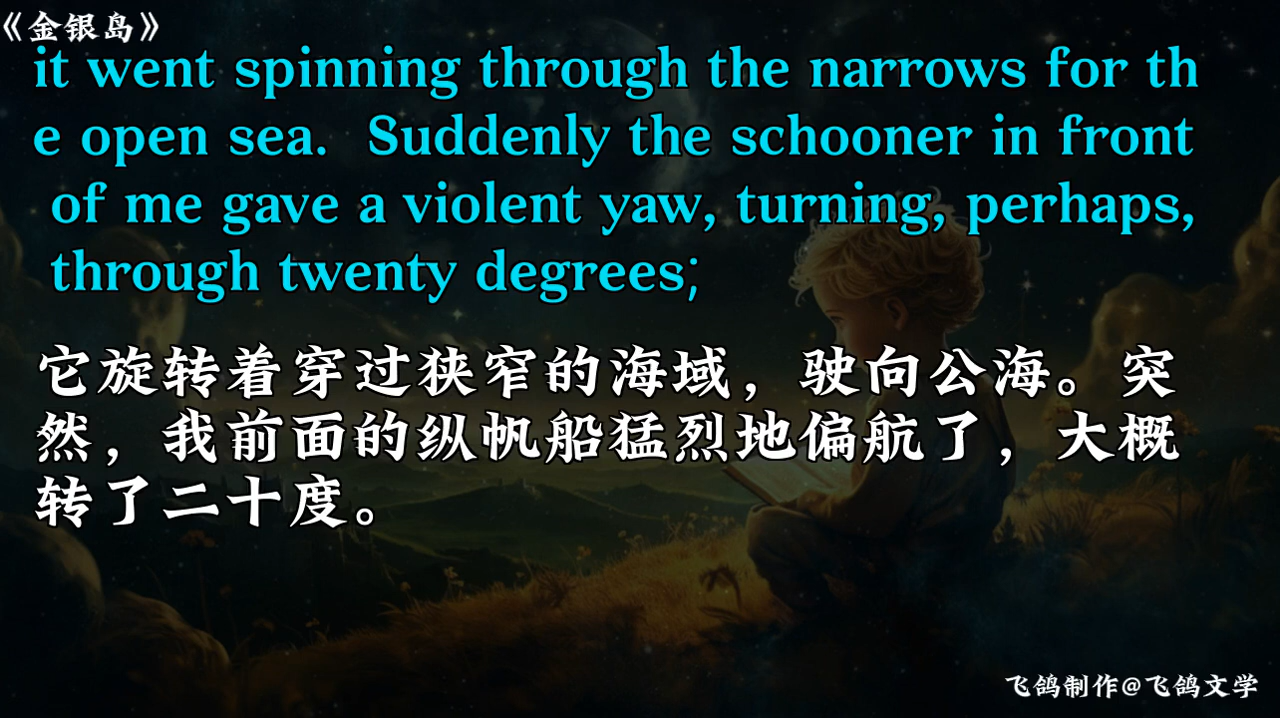 《金银岛》
it went spinning through the narrows for th
e open sea.  Suddenly the schooner in front
 of me gave a violent yaw, turning, perhaps,
 through twenty degrees;
它旋转着穿过狭窄的海域，驶向公海。突
然，我前面的纵帆船猛烈地偏航了，大概
转了二十度。
飞鸽制作@飞鸽文学